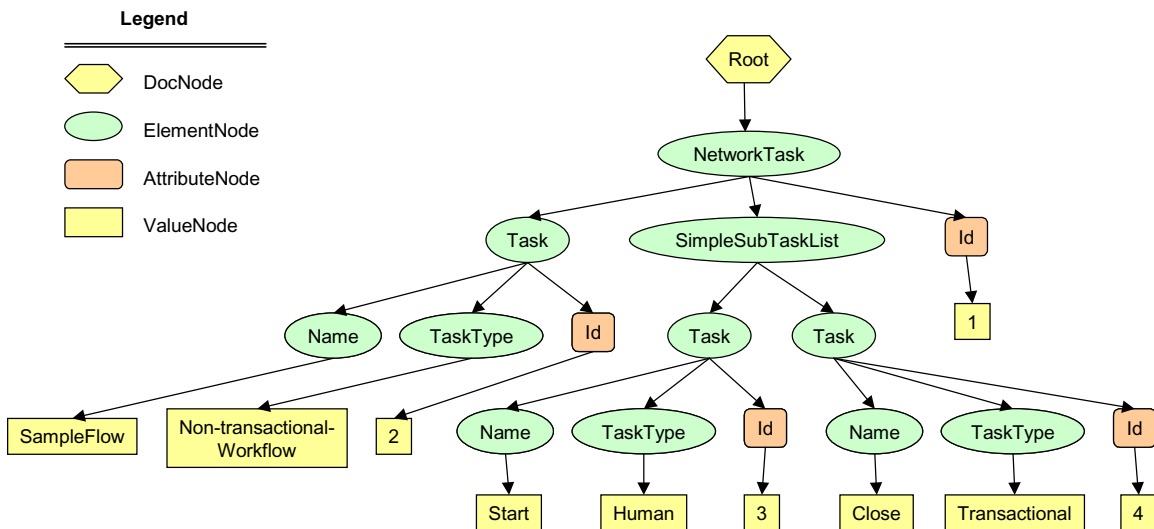 Legend
DocNode
ElementNode
AttributeNode
ValueNode
Root
NetworkTask
Task
SimpleSubTaskList
Id
Name
TaskType
Id
Task
Task
1
SampleFlow
Non-transactional-
Workflow
2
Name
TaskType
Id
Name
TaskType
Id
Start
Human
3
Close
Transactional
4